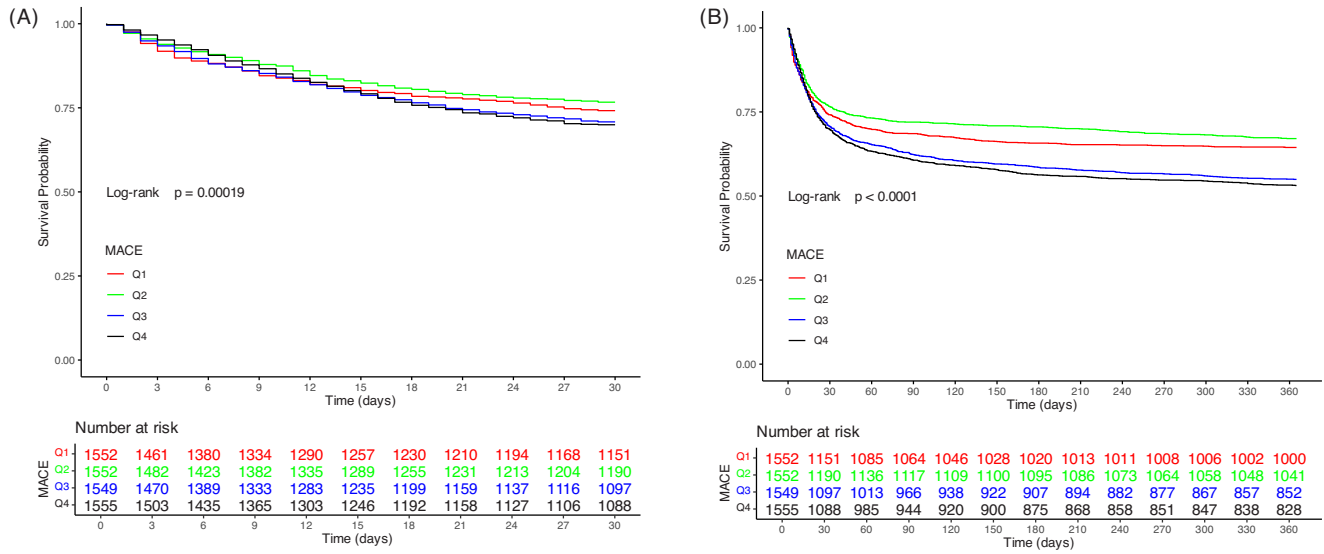 (A)
1.00
0.75
0.50
0.25
0.00
Survival Probability
Log-rank p = 0.00019
MACE
Q1
Q2
Q3
Q4
0 3 6 9 12 15 18 21 24 27 30
Time (days)
Number at risk
MACE
Q1 1552 1461 1380 1334 1290 1257 1230 1210 1194 1168 1151
Q2 1552 1482 1423 1382 1335 1289 1255 1231 1213 1204 1190
Q3 1549 1470 1389 1333 1283 1235 1199 1159 1137 1116 1097
Q4 1555 1503 1435 1365 1303 1246 1192 1158 1127 1106 1088
0 3 6 9 12 15 18 21 24 27 30
Time (days)
(B)
1.00
0.75
0.50
0.25
0.00
Survival Probability
Log-rank p < 0.0001
MACE
Q1
Q2
Q3
Q4
0 30 60 90 120 150 180 210 240 270 300 330 360
Time (days)
Number at risk
MACE
Q1 1552 1151 1085 1064 1046 1028 1020 1013 1011 1008 1006 1002 1000
Q2 1552 1190 1136 1117 1109 1100 1095 1086 1073 1064 1058 1048 1041
Q3 1549 1097 1013 966 938 922 907 894 882 877 867 857 852
Q4 1555 1088 985 944 920 900 875 868 858 851 847 838 828
0 30 60 90 120 150 180 210 240 270 300 330 360
Time (days)